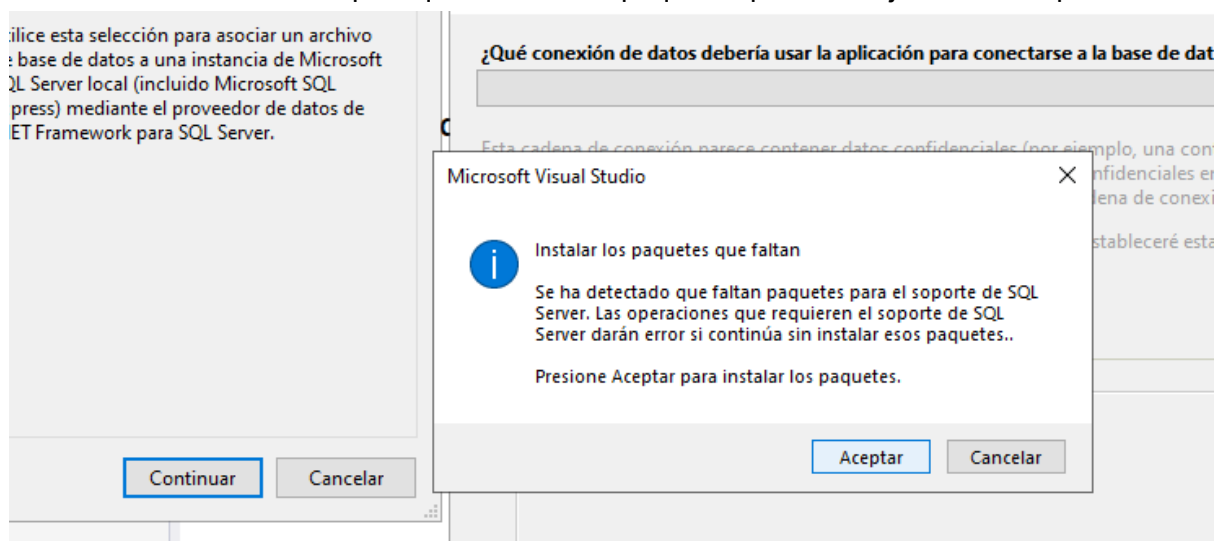 ilice esta selección para asociar un archivo
base de datos a una instancia de Microsoft
QL Server local (incluido Microsoft SQL
press) mediante el proveedor de datos de
ET Framework para SQL Server.
¿Qué conexión de datos debería usar la aplicación para conectarse a la base de dat
Esta cadena de conexión parece contener datos confidenciales (por ejemplo, una con
nfidenciales e
dena de conexi
stableceré esta
Microsoft Visual Studio
Instalar los paquetes que faltan
Se ha detectado que faltan paquetes para el soporte de SQL
Server. Las operaciones que requieren el soporte de SQL
Server darán error si continúa sin instalar esos paquetes..
Presione Aceptar para instalar los paquetes.
Aceptar
Cancelar
Continuar
Cancelar